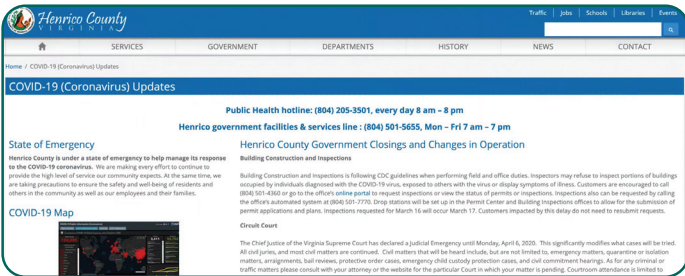 Henrico County
VIRGINIA
Traffic | Jobs | Schools | Libraries | Events
SERVICES GOVERNMENT DEPARTMENTS HISTORY NEWS CONTACT
Home / COVID-19 (Coronavirus) Updates
COVID-19 (Coronavirus) Updates
Public Health hotline: (804) 205-3501, every day 8 am – 8 pm
Henrico government facilities & services line : (804) 501-5655, Mon – Fri 7 am – 7 pm
State of Emergency
Henrico County is under a state of emergency to help manage its response
to the COVID-19 coronavirus. We are making every effort to continue to
provide the high level of service our community expects. At the same time, we
are taking precautions to ensure the safety and well-being of residents and
others in the community as well as our employees and their families.
COVID-19 Map
Henrico County Government Closings and Changes in Operation
Building Construction and Inspections
Building Construction and Inspections is following CDC guidelines when performing field and office duties. Inspectors may refuse to inspect portions of buildings
occupied by individuals diagnosed with the COVID-19 virus, exposed to others with the virus or display symptoms of illness. Customers are encouraged to call
(804) 501-4360 or go to the office's online portal to request inspections or view the status of permits or inspections. Inspections also can be requested by calling
the office's automated system at (804) 501-7770. Drop stations will be set up in the Permit Center and Building Inspections offices to allow for the submission of
permit applications and plans. Inspections requested for March 16 will occur March 17. Customers impacted by this delay do not need to resubmit requests.
Circuit Court
The Chief Justice of the Virginia Supreme Court has declared a Judicial Emergency until Monday, April 6, 2020. This significantly modifies what cases will be tried.
All civil juries, and most civil matters are continued. Civil matters that will be heard include, but are not limited to, emergency matters, quarantine or isolation
matters, arraignments, bail reviews, protective order cases, emergency child custody protection cases, and civil commitment hearings. As for any criminal or
traffic matters please consult with your attorney or the website for the particular Court in which your matter is pending. Courtroom attendance is limited to